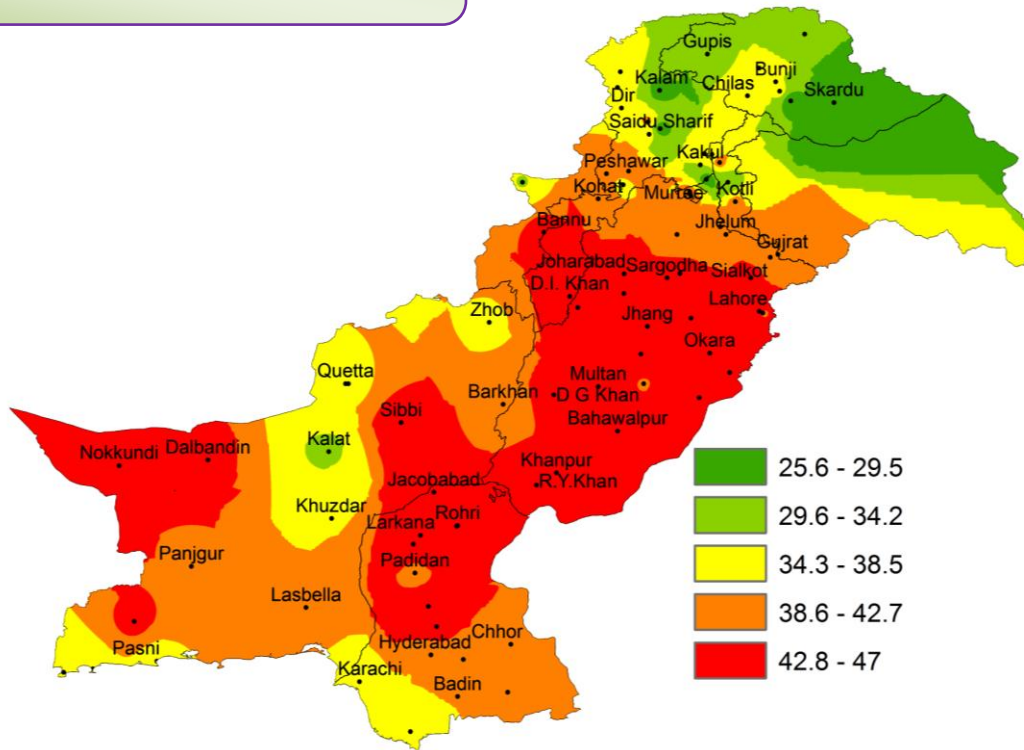 Gupis
Kalam
Chilas
Bunji
Skardu
Dir
Saidu Sharif
Kakul
Peshawar
Kohat
Murree
Kotli
Bannu
Jhelum
Gujrat
Joharabad
Sargodha
Sialkot
D.I. Khan
Lahore
Zhob
Jhang
Okara
Quetta
Multan
Barkhan
D G Khan
Sibbi
Bahawalpur
Nokkundi
Dalbandin
Kalat
Khanpur
Jacobabad
R.Y.Khan
Khuzdar
Larkana
Rohri
Panjgur
Padidan
Lasbella
Pasni
Hyderabad
Chhor
Karachi
Badin
25.6 - 29.5
29.6 - 34.2
34.3 - 38.5
38.6 - 42.7
42.8 - 47